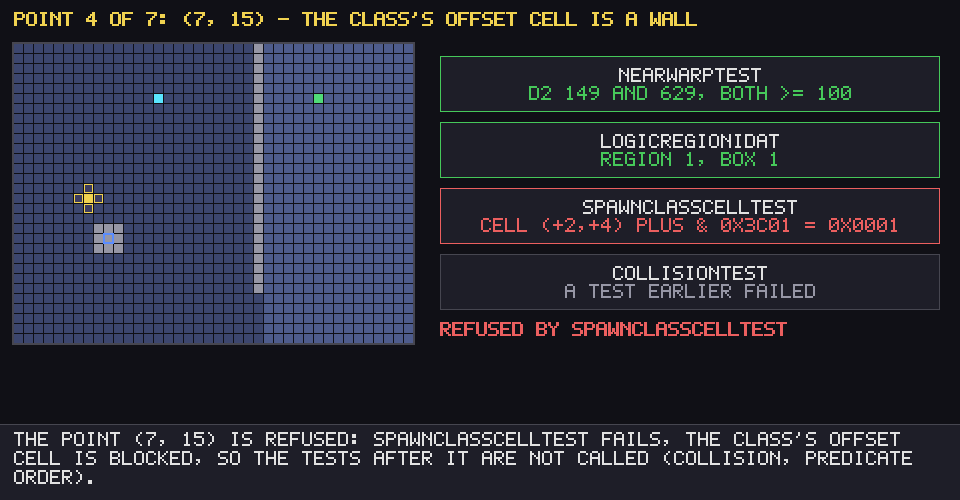 POINT 4 OF 7: (7, 15) - THE CLASS'S OFFSET CELL IS A WALL
NEARWARPTEST
D2 149 AND 629, BOTH >= 100
LOGICREGIONIDAT
REGION 1, BOX 1
SPAWNCLASSCELLTEST
CELL (+2,+4) PLUS & 0X3C01 = 0X0001
COLLISIONTEST
A TEST EARLIER FAILED
REFUSED BY SPAWNCLASSCELLTEST
THE POINT (7, 15) IS REFUSED: SPAWNCLASSCELLTEST FAILS, THE CLASS'S OFFSET
CELL IS BLOCKED, SO THE TESTS AFTER IT ARE NOT CALLED (COLLISION, PREDICATE
ORDER).